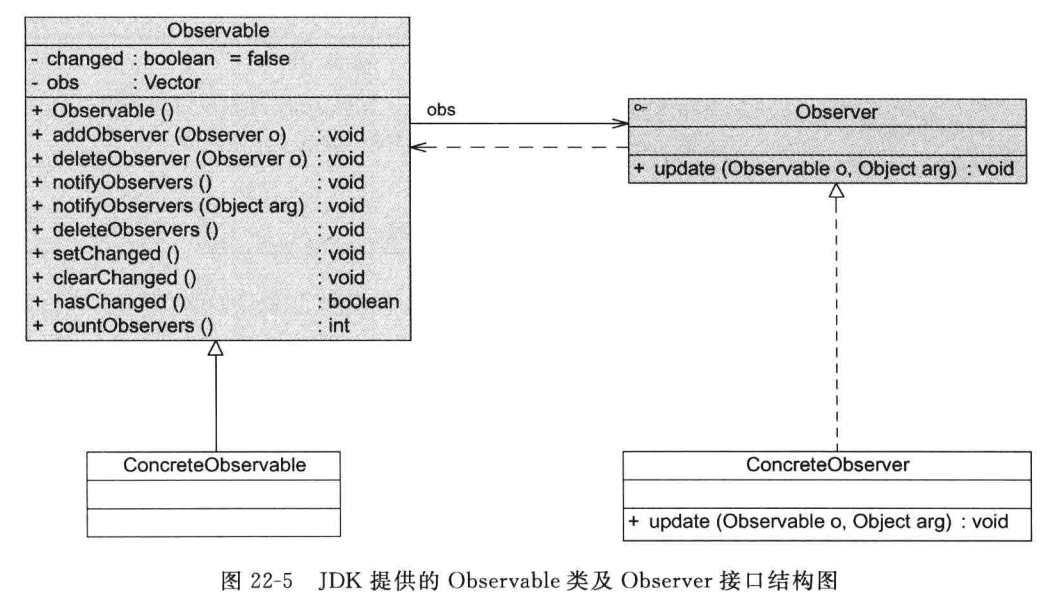 Observable
- changed : boolean = false
- obs : Vector
+ Observable ()
+ addObserver (Observer o) : void
+ deleteObserver (Observer o) : void
+ notifyObservers () : void
+ notifyObservers (Object arg) : void
+ deleteObservers () : void
+ setChanged () : void
+ clearChanged () : void
+ hasChanged () : boolean
+ countObservers () : int
obs
Observer
+ update (Observable o, Object arg) : void
ConcreteObservable
ConcreteObserver
+ update (Observable o, Object arg) : void
图 22-5 JDK 提供的 Observable 类及 Observer 接口结构图